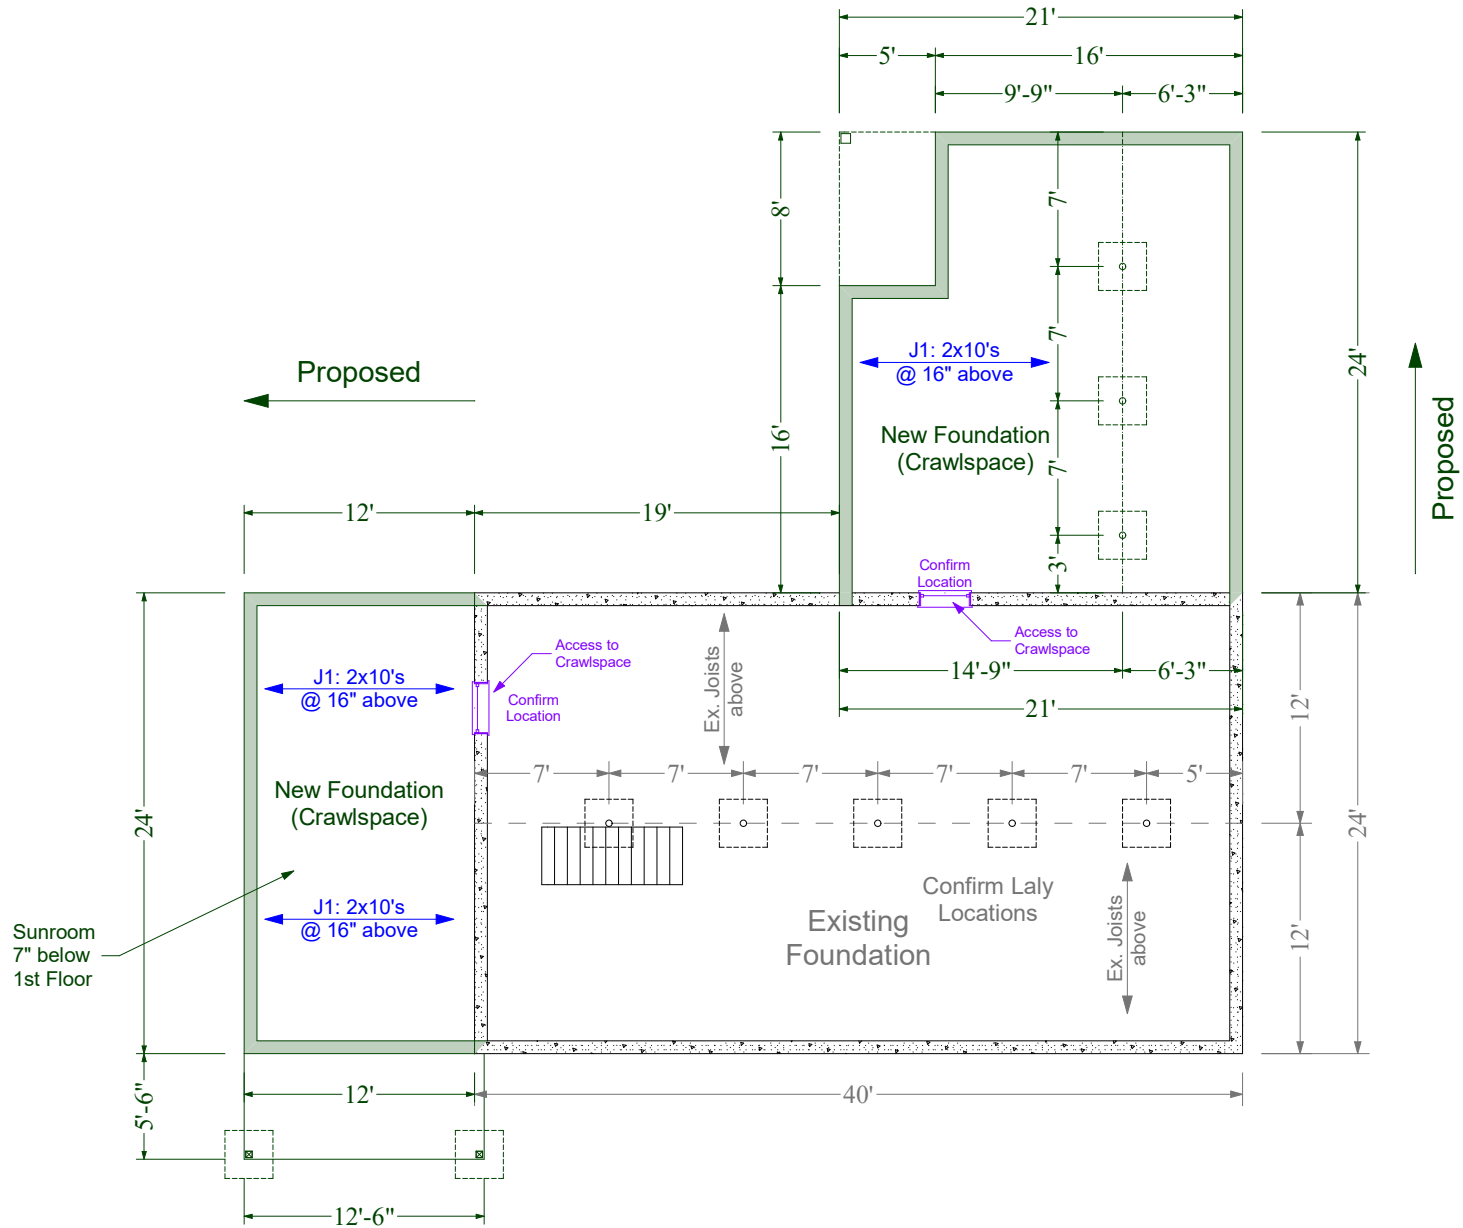 21'
5'
16'
9'-9"
6'-3"
8'
7'
7'
J1: 2x10's
@ 16" above
24'
Proposed
Proposed
16'
New Foundation
(Crawlspace)
7'
12'
19'
3'
Confirm
Location
Access to
Crawlspace
Access to
Crawlspace
Confirm
Location
Ex. Joists
above
14'-9"
6'-3"
21'
12'
J1: 2x10's
@ 16" above
7'
7'
7'
7'
7'
5'
New Foundation
(Crawlspace)
24'
24'
Confirm Laly
Locations
Existing
Foundation
Ex. Joists
above
12'
J1: 2x10's
@ 16" above
Sunroom
7" below
1st Floor
5'-6"
12'
40'
12'-6"